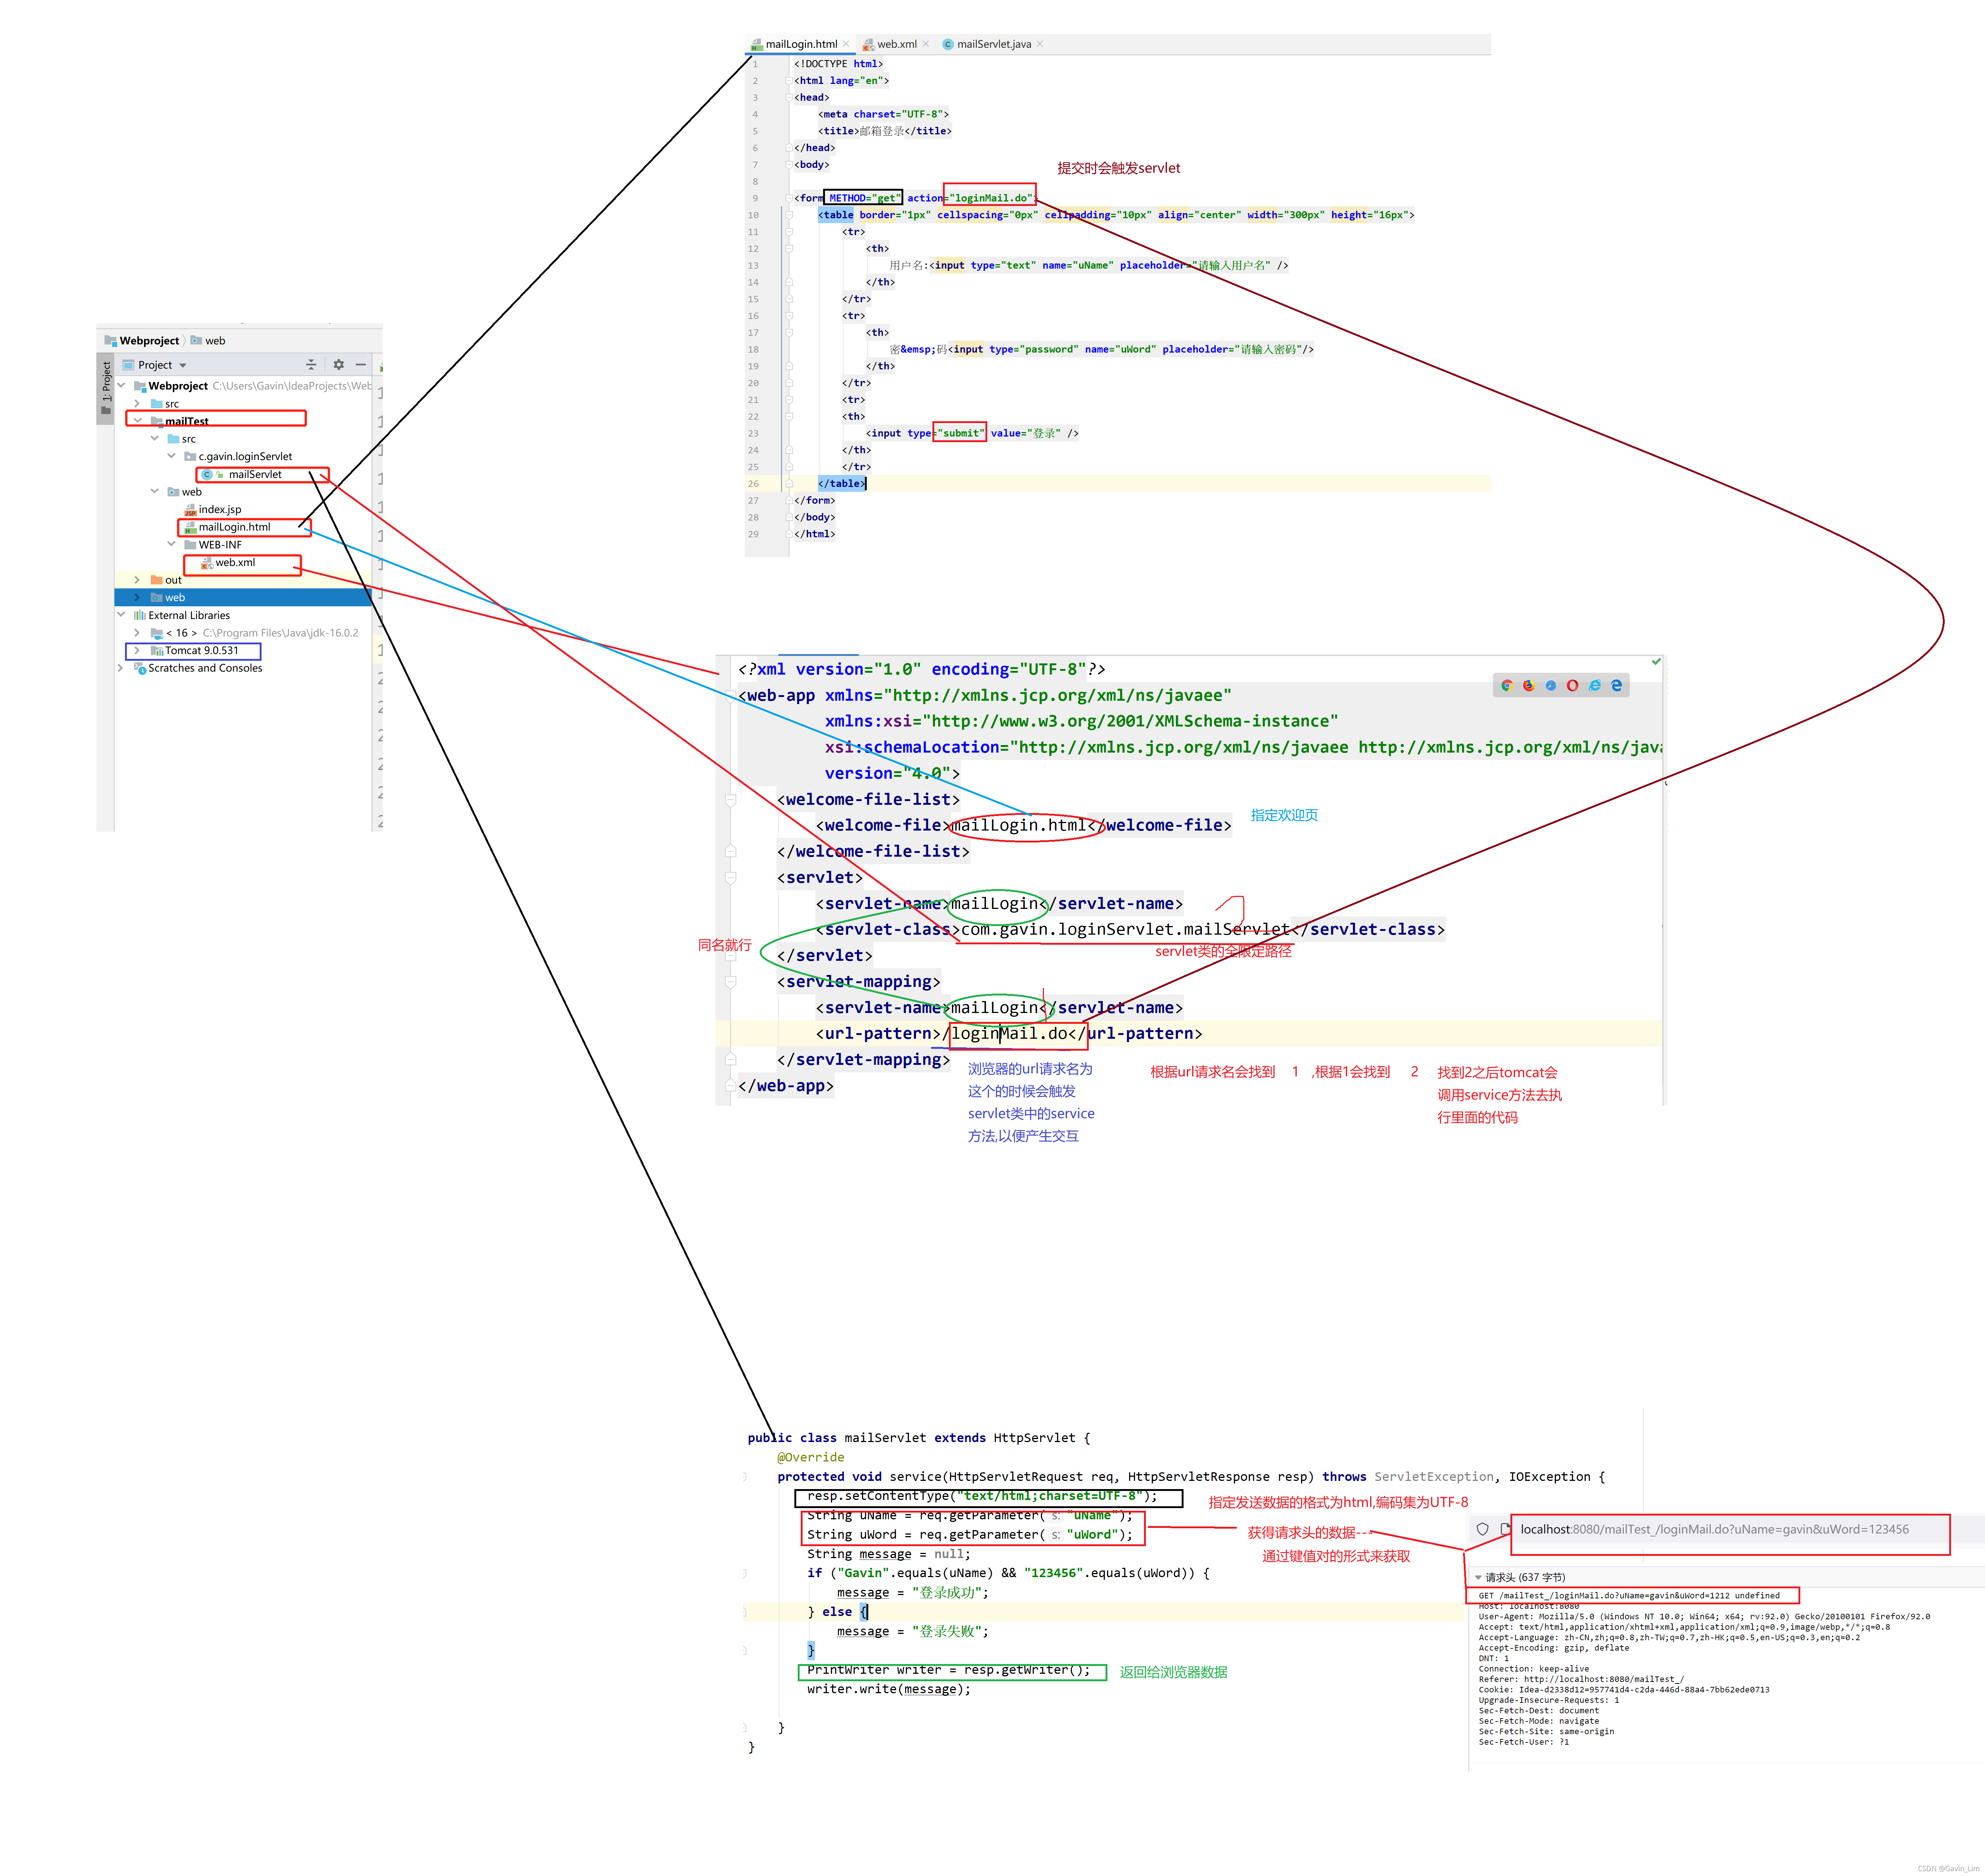 mailLogin.html × web.xml × mailServlet.java ×
1 <!DOCTYPE html>
2 <html lang="en">
3 <head>
4 <meta charset="UTF-8">
5 <title>邮箱登录</title>
6 </head>
7 <body>
提交时会触发servlet
8
9 <form METHOD="get" action="loginMail.do">
10 <table border="1px" cellspacing="0px" cellpadding="10px" align="center" width="300px" height="16px">
11 <tr>
12 <th>
13 用户名:<input type="text" name="uName" placeholder="请输入用户名" />
14 </th>
15 </tr>
16 <tr>
17 <th>
18 密&emsp;码<input type="password" name="uWord" placeholder="请输入密码"/>
19 </th>
20 </tr>
21 <tr>
22 <th>
23 <input type="submit" value="登录" />
24 </th>
25 </tr>
26 </table>
27 </form>
28 </body>
29 </html>
Webproject web
1: Project
Project
Webproject C:\Users\Gavin\IdeaProjects\Web
src
mailTest
src
c.gavin.loginServlet
mailServlet
web
index.jsp
mailLogin.html
WEB-INF
web.xml
out
web
External Libraries
< 16 > C:\Program Files\Java\jdk-16.0.2
Tomcat 9.0.531
Scratches and Consoles
<?xml version="1.0" encoding="UTF-8"?>
<web-app xmlns="http://xmlns.jcp.org/xml/ns/javaee"
xmlns:xsi="http://www.w3.org/2001/XMLSchema-instance"
xsi:schemaLocation="http://xmlns.jcp.org/xml/ns/javaee http://xmlns.jcp.org/xml/ns/java
version="4.0">
<welcome-file-list>
<welcome-file>mailLogin.html</welcome-file>
指定欢迎页
</welcome-file-list>
<servlet>
<servlet-name>mailLogin</servlet-name>
<servlet-class>com.gavin.loginServlet.mailServlet</servlet-class>
同名就行
servlet类的全限定路径
</servlet>
<servlet-mapping>
<servlet-name>mailLogin</servlet-name>
<url-pattern>/loginMail.do</url-pattern>
</servlet-mapping>
</web-app>
浏览器的url请求名为
这个的时候会触发
servlet类中的service
方法,以便产生交互
根据url请求名会找到 1 ,根据1会找到 2
找到2之后tomcat会
调用service方法去执
行里面的代码
public class mailServlet extends HttpServlet {
@Override
protected void service(HttpServletRequest req, HttpServletResponse resp) throws ServletException, IOException {
resp.setContentType("text/html;charset=UTF-8");
指定发送数据的格式为html,编码集为UTF-8
String uName = req.getParameter( s: "uName");
String uWord = req.getParameter( s: "uWord");
获得请求头的数据---
通过键值对的形式来获取
String message = null;
if ("Gavin".equals(uName) && "123456".equals(uWord)) {
message = "登录成功";
} else {
message = "登录失败";
}
PrintWriter writer = resp.getWriter();
返回给浏览器数据
writer.write(message);
}
}
localhost:8080/mailTest_/loginMail.do?uName=gavin&uWord=123456
请求头 (637 字节)
GET /mailTest_/loginMail.do?uName=gavin&uWord=1212 undefined
Host: localhost:8080
User-Agent: Mozilla/5.0 (Windows NT 10.0; Win64; x64; rv:92.0) Gecko/20100101 Firefox/92.0
Accept: text/html,application/xhtml+xml,application/xml;q=0.9,image/webp,*/*;q=0.8
Accept-Language: zh-CN,zh;q=0.8,zh-TW;q=0.7,zh-HK;q=0.5,en-US;q=0.3,en;q=0.2
Accept-Encoding: gzip, deflate
DNT: 1
Connection: keep-alive
Referer: http://localhost:8080/mailTest_/
Cookie: Idea-d2338d12=957741d4-c2da-446d-88a4-7bb62ede0713
Upgrade-Insecure-Requests: 1
Sec-Fetch-Dest: document
Sec-Fetch-Mode: navigate
Sec-Fetch-Site: same-origin
Sec-Fetch-User: ?1
CSDN @Gavin_Lim